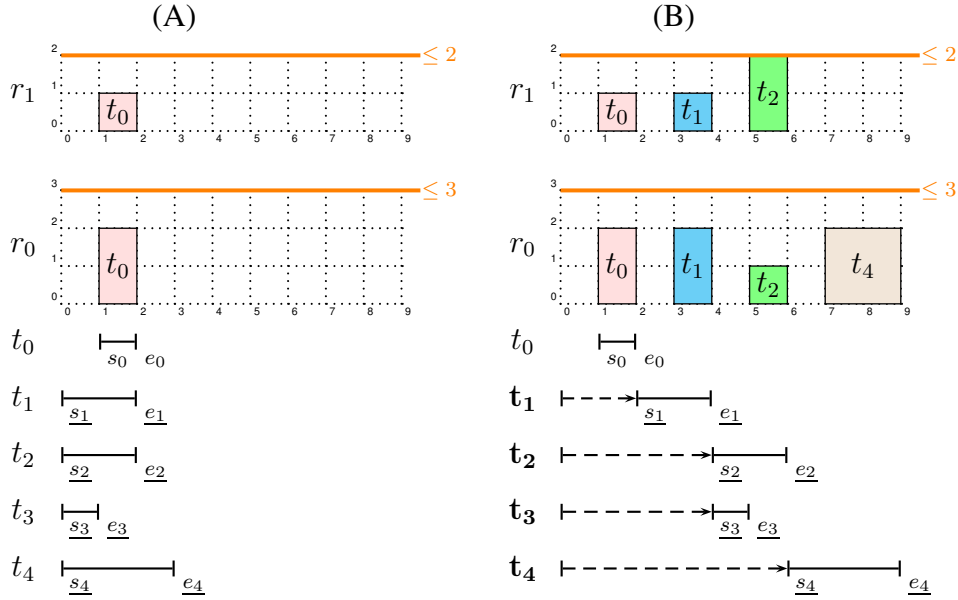 (A) (B)
2 ≤ 2 2 ≤ 2
r1 1 t0 r1 1 t0 t1 t2
0 0
0 1 2 3 4 5 6 7 8 9 0 1 2 3 4 5 6 7 8 9
3 ≤ 3 3 ≤ 3
2 2
r0 1 t0 r0 1 t0 t1 t2 t4
0 0
0 1 2 3 4 5 6 7 8 9 0 1 2 3 4 5 6 7 8 9
t0 s0 e0 t0 s0 e0
t1 s1 e1 t1 s1 e1
t2 s2 e2 t2 s2 e2
t3 s3 e3 t3 s3 e3
t4 s4 e4 t4 s4 e4